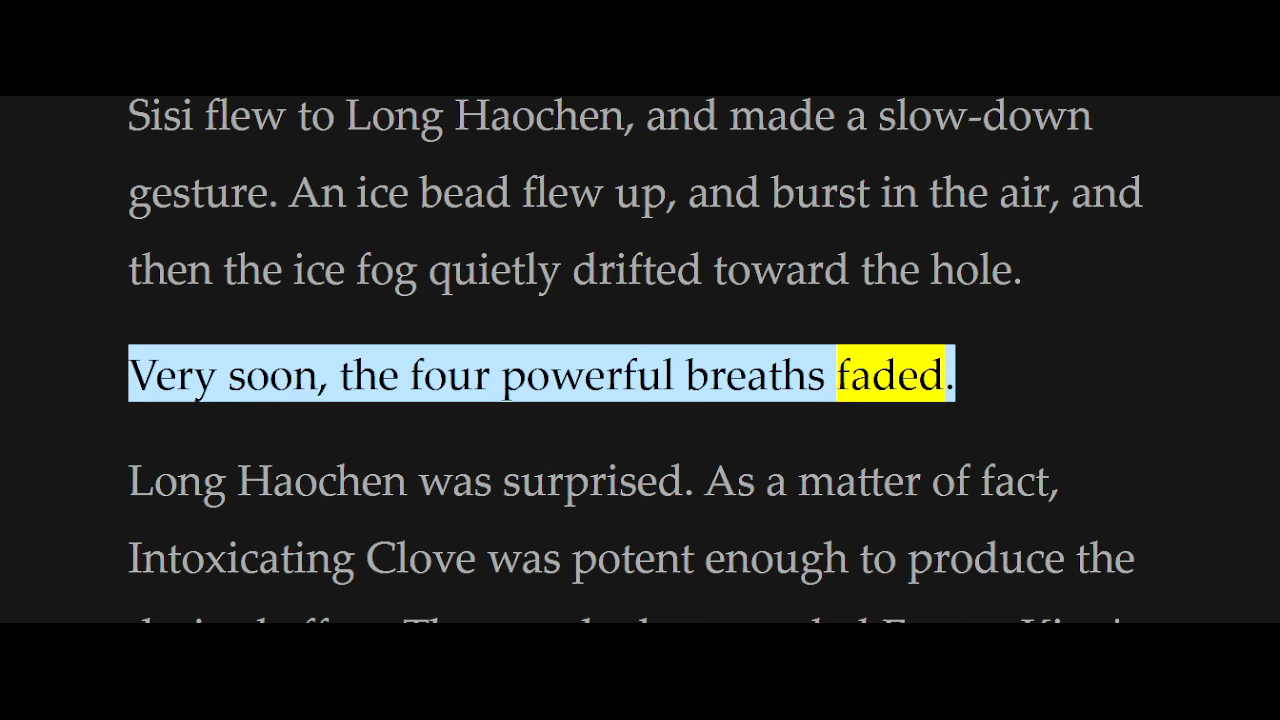 Sisi flew to Long Haochen, and made a slow-down
gesture. An ice bead flew up, and burst in the air, and
then the ice fog quietly drifted toward the hole.
Very soon, the four powerful breaths faded.
Long Haochen was surprised. As a matter of fact,
Intoxicating Clove was potent enough to produce the